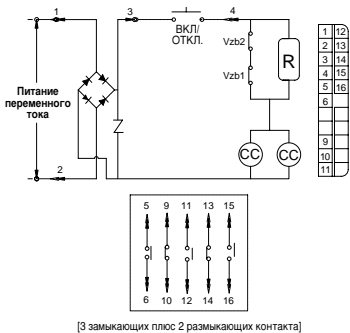 1
3
4
ВКЛ/
ОТКЛ.
Vzb2
Vzb1
R
Питание
переменного
тока
CC
CC
2
1 12
2 13
3 14
4 15
5 16
6
9
10
11
5 9 11 13 15
6 10 12 14 16
[3 замыкающих плюс 2 размыкающих контакта]